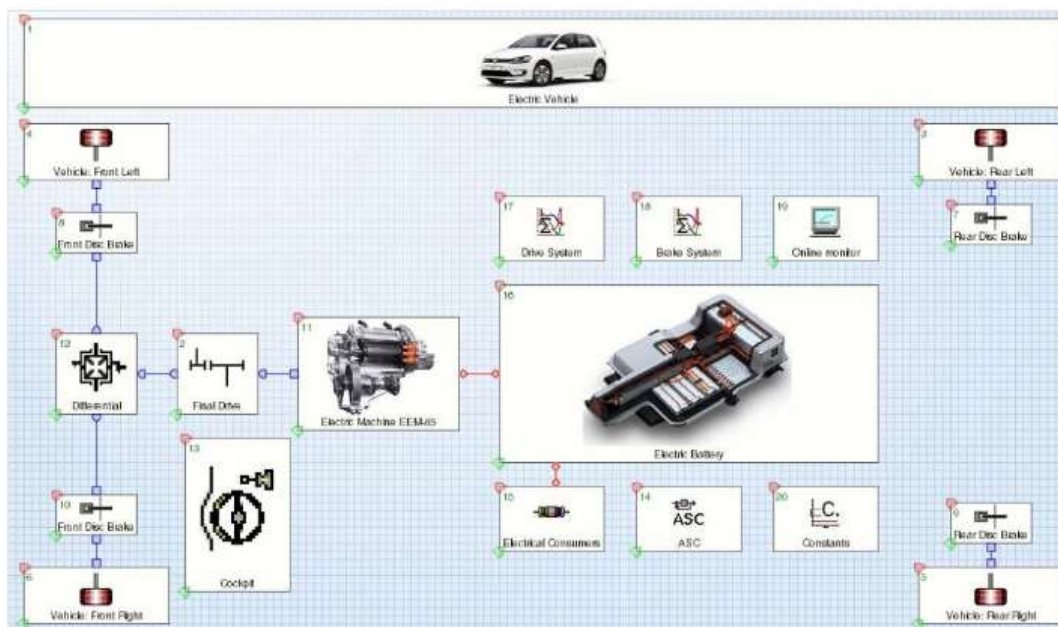 1
Electric Vehicle
4
Vehicle: Front Left
3
Vehicle: Rear Left
8
Front Disc Brake
17
Drive System
18
Brake System
19
Online monitor
7
Rear Disc Brake
12
Differential
2
Final Drive
11
Electric Machine EEM-85
16
Electric Battery
13
Cockpit
10
Front Disc Brake
15
Electrical Consumers
14
ASC
ASC
20
C.
Constants
9
Rear Disc Brake
6
Vehicle: Front Right
5
Vehicle: Rear Right